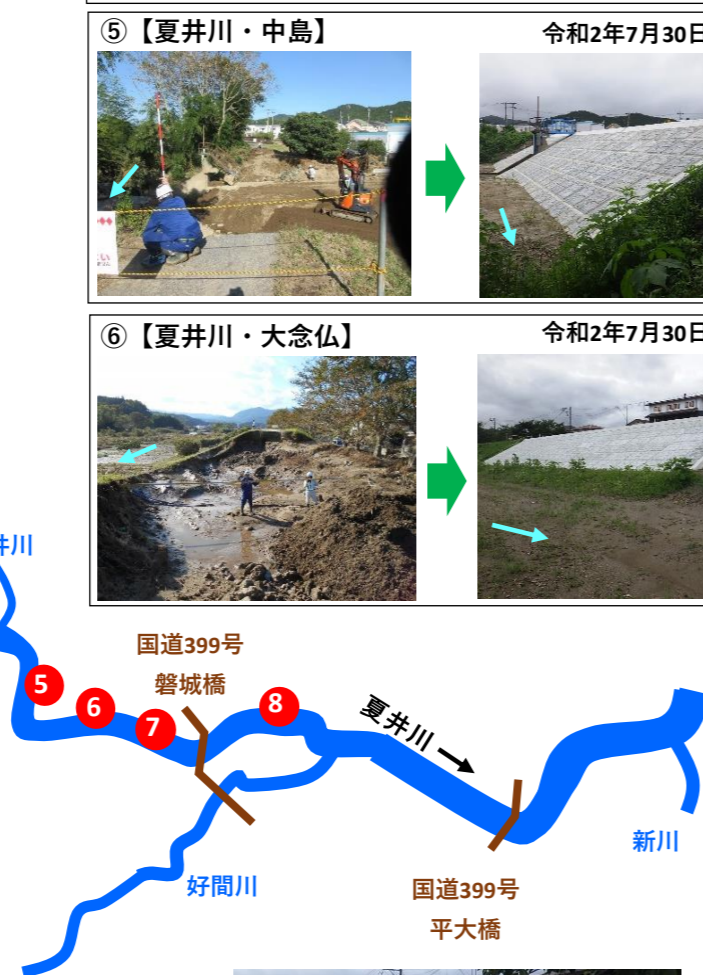 ⑤【夏井川・中島】
令和2年7月30日
い
⑥【夏井川・大念仏】
令和2年7月30日
井川
国道399号
磐城橋
5
6
7
8
夏井川
新川
好間川
国道399号
平大橋